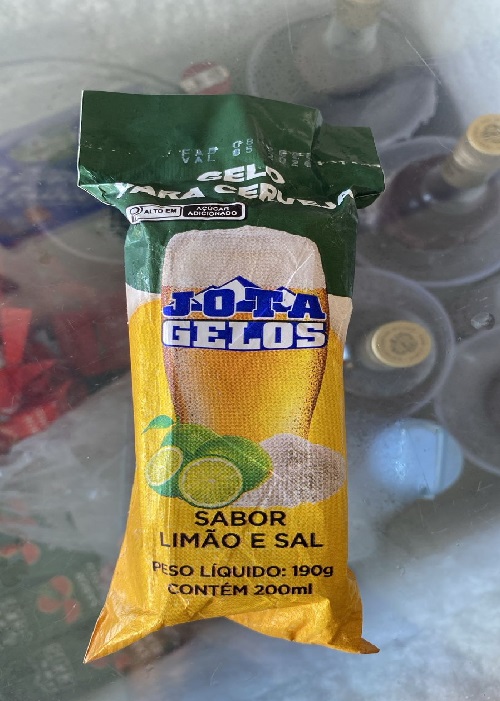 GELO
PARA CERVEJA
ALTO EM AÇÚCAR
ADICIONADO
JOTA
GELOS
SABOR
LIMÃO E SAL
PESO LÍQUIDO: 190g
CONTÉM 200ml